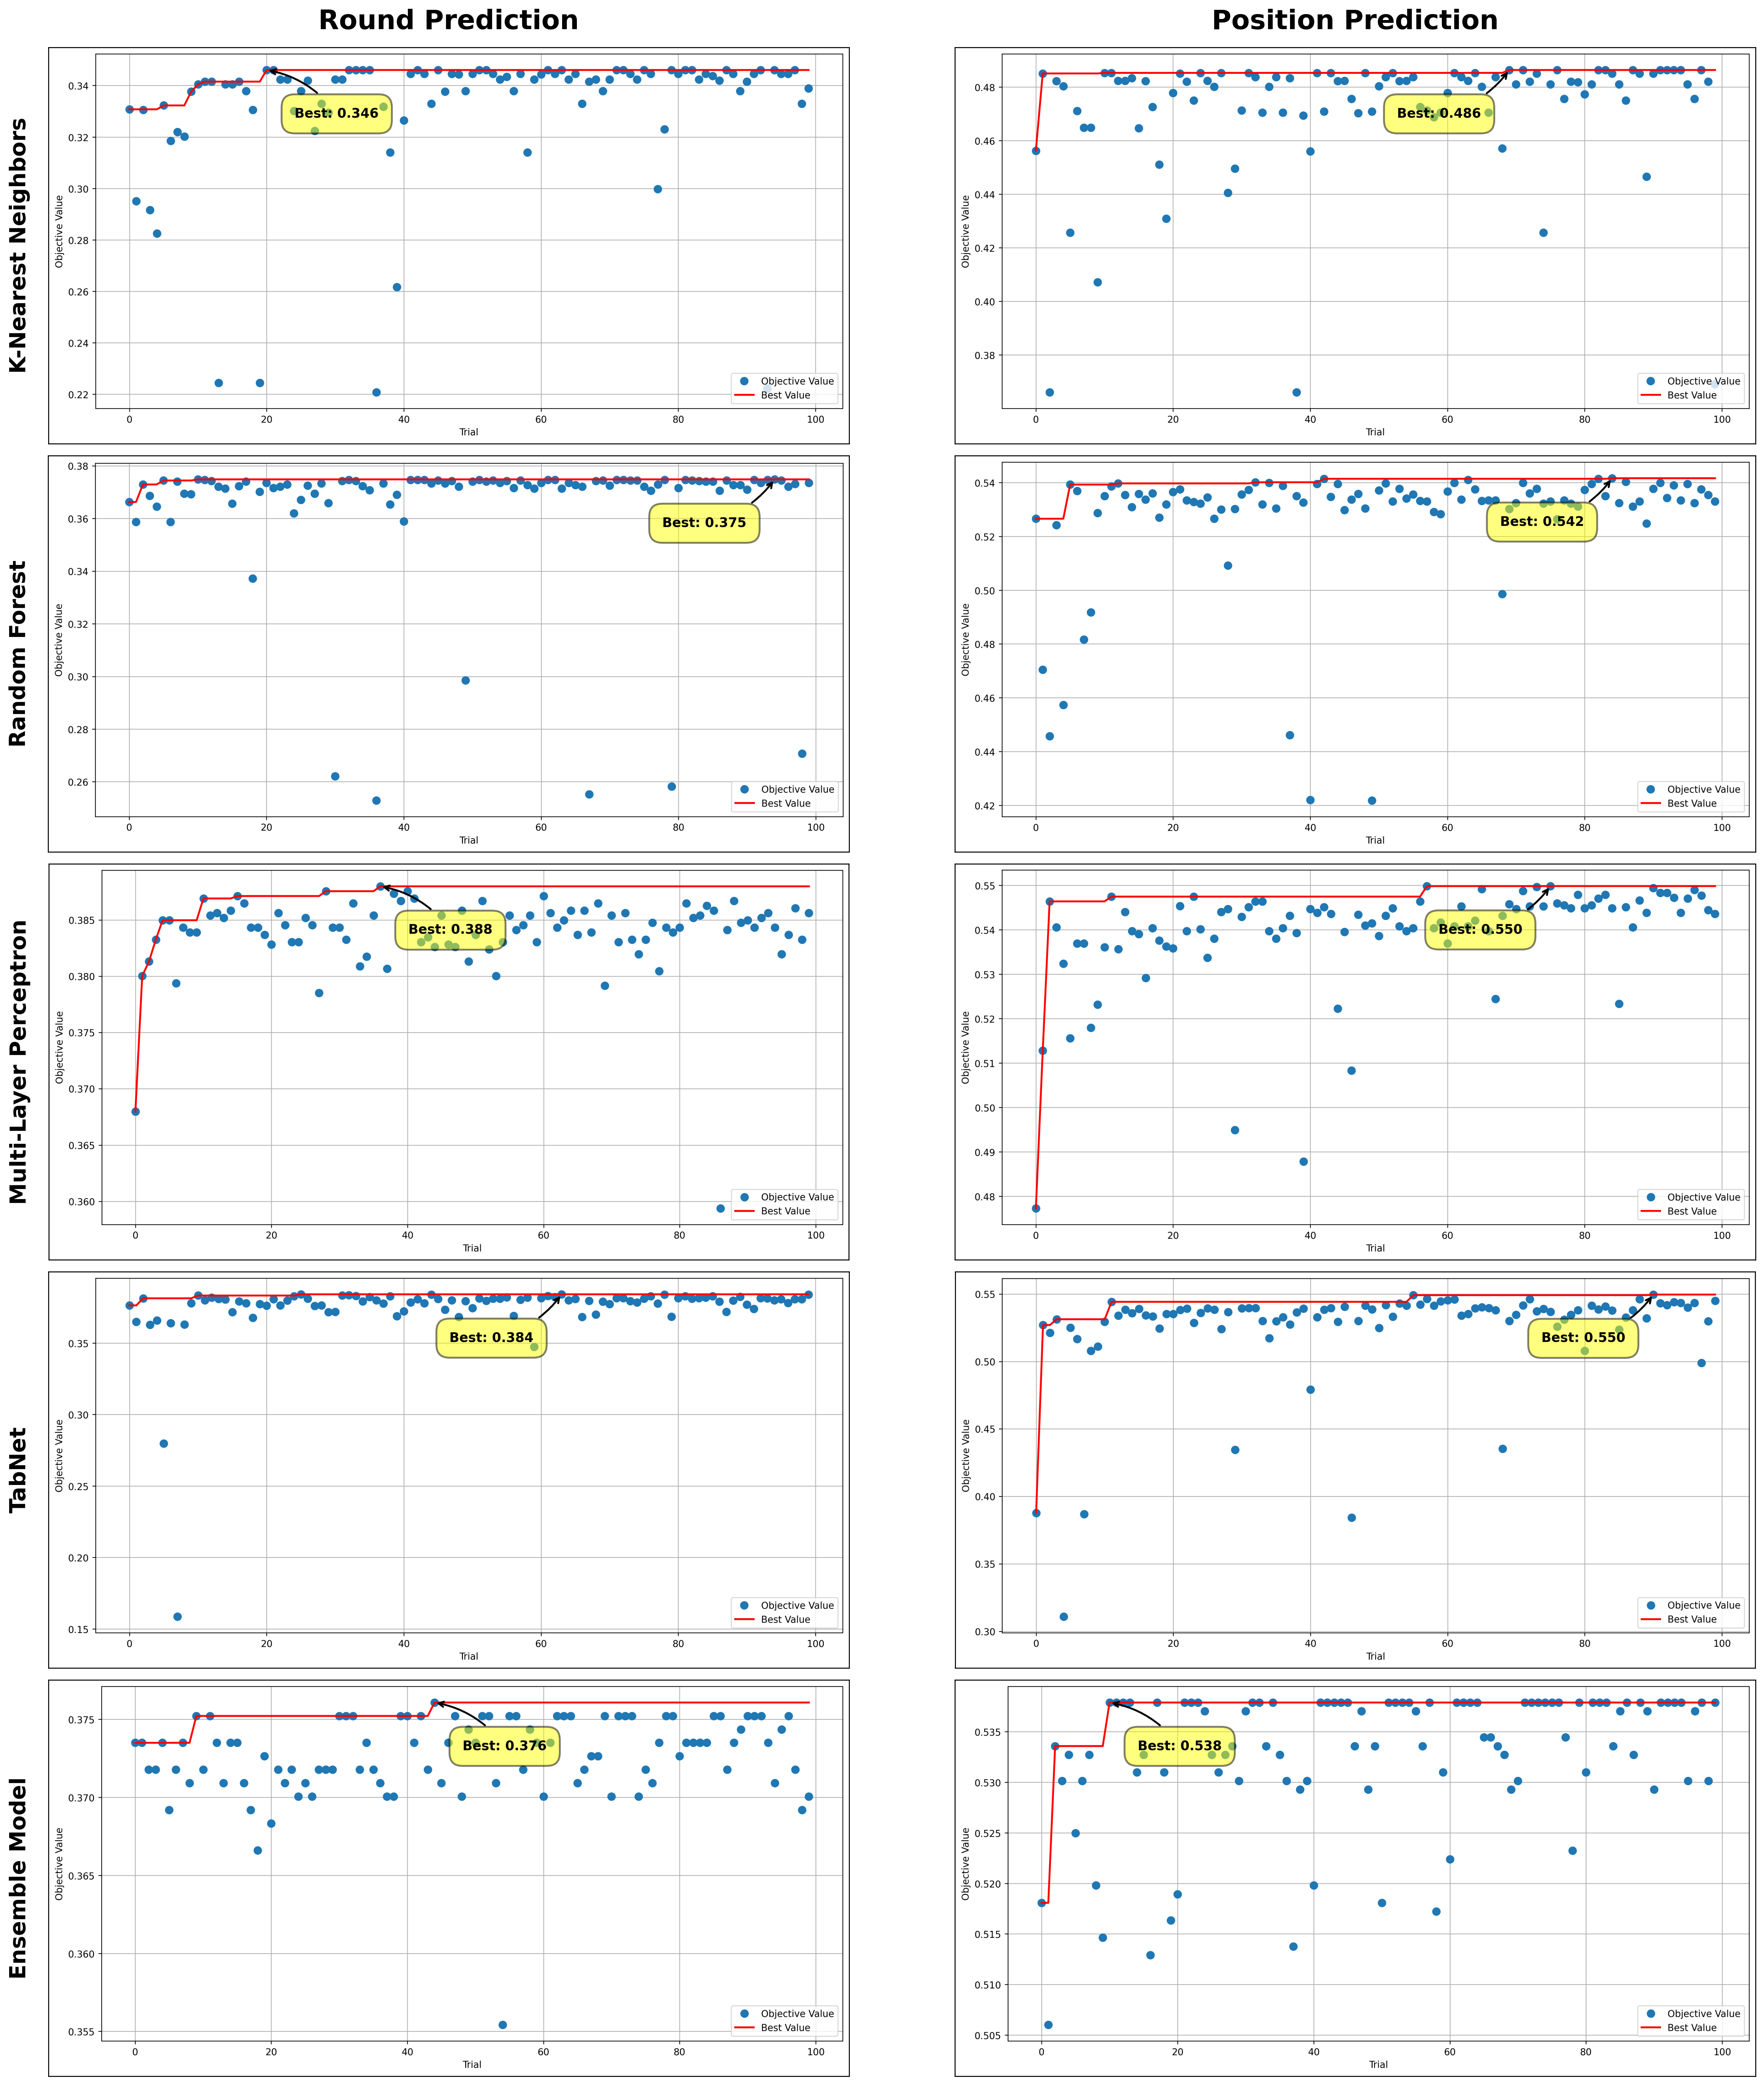 Round Prediction
Position Prediction
K-Nearest Neighbors
Objective Value
0.34
0.32
0.30
0.28
0.26
0.24
0.22
Best: 0.346
Objective Value
Best Value
0 20 40 60 80 100
Trial
Objective Value
0.48
0.46
0.44
0.42
0.40
0.38
Best: 0.486
Objective Value
Best Value
0 20 40 60 80 100
Trial
Random Forest
Objective Value
0.38
0.36
0.34
0.32
0.30
0.28
0.26
Best: 0.375
Objective Value
Best Value
0 20 40 60 80 100
Trial
Objective Value
0.54
0.52
0.50
0.48
0.46
0.44
0.42
Best: 0.542
Objective Value
Best Value
0 20 40 60 80 100
Trial
Multi-Layer Perceptron
Objective Value
0.385
0.380
0.375
0.370
0.365
0.360
Best: 0.388
Objective Value
Best Value
0 20 40 60 80 100
Trial
Objective Value
0.55
0.54
0.53
0.52
0.51
0.50
0.49
0.48
Best: 0.550
Objective Value
Best Value
0 20 40 60 80 100
Trial
TabNet
Objective Value
0.35
0.30
0.25
0.20
0.15
Best: 0.384
Objective Value
Best Value
0 20 40 60 80 100
Trial
Objective Value
0.55
0.50
0.45
0.40
0.35
0.30
Best: 0.550
Objective Value
Best Value
0 20 40 60 80 100
Trial
Ensemble Model
Objective Value
0.375
0.370
0.365
0.360
0.355
Best: 0.376
Objective Value
Best Value
0 20 40 60 80 100
Trial
Objective Value
0.535
0.530
0.525
0.520
0.515
0.510
0.505
Best: 0.538
Objective Value
Best Value
0 20 40 60 80 100
Trial